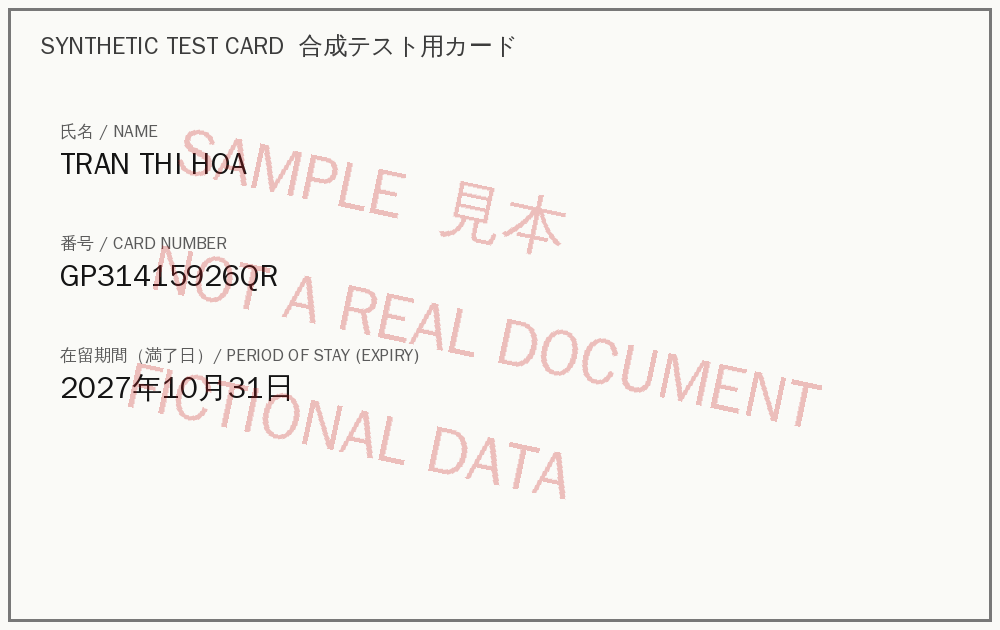 SYNTHETIC TEST CARD 合成テスト用カード
氏名 / NAME
TRAN THI HOA
番号 / CARD NUMBER
GP31415926QR
在留期間（満了日）/ PERIOD OF STAY (EXPIRY)
2027年10月31日
SAMPLE 見本
NOT A REAL DOCUMENT
FICTIONAL DATA